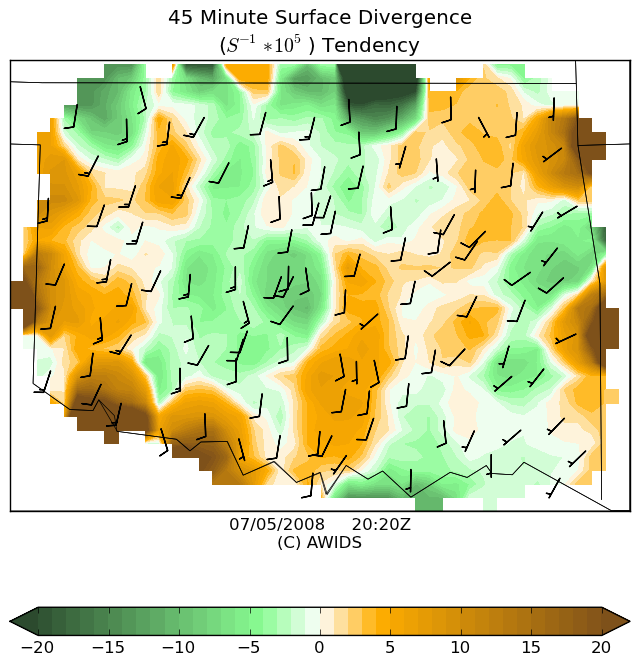 45 Minute Surface Divergence
(S⁻¹ *10⁵ ) Tendency
07/05/2008 20:20Z
(C) AWIDS
−20 −15 −10 −5 0 5 10 15 20